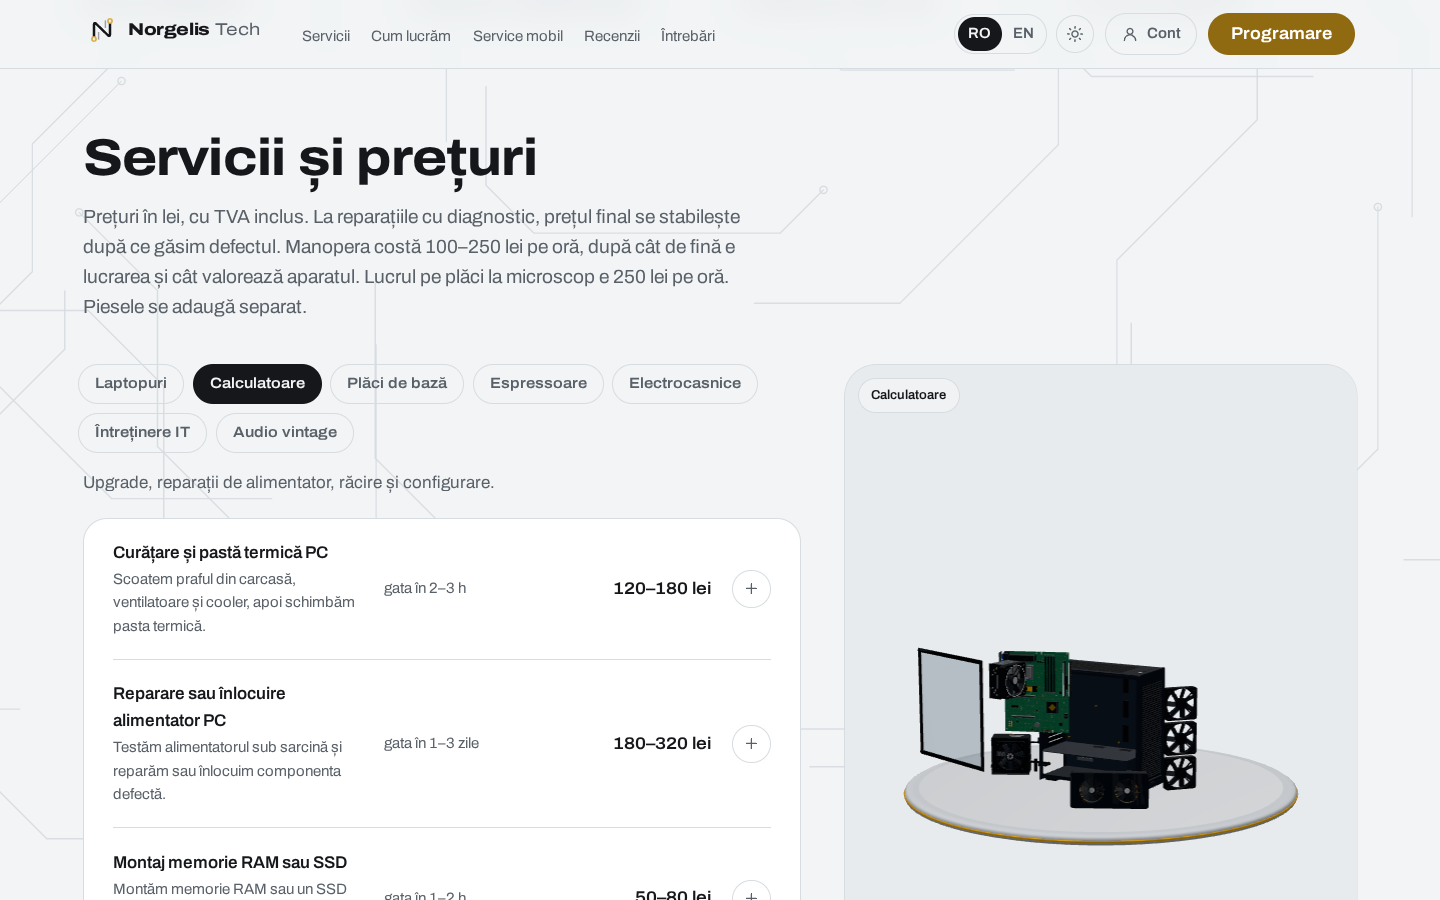 Norgelis Tech
Servicii
Cum lucrăm
Service mobil
Recenzii
Întrebări
RO
EN
Cont
Programare
Servicii și prețuri
Prețuri în lei, cu TVA inclus. La reparațiile cu diagnostic, prețul final se stabilește
după ce găsim defectul. Manopera costă 100–250 lei pe oră, după cât de fină e
lucrarea și cât valorează aparatul. Lucrul pe plăci la microscop e 250 lei pe oră.
Piesele se adaugă separat.
Laptopuri
Calculatoare
Plăci de bază
Espressoare
Electrocasnice
Întreținere IT
Audio vintage
Upgrade, reparații de alimentator, răcire și configurare.
Curățare și pastă termică PC
Scoatem praful din carcasă,
ventilatoare și cooler, apoi schimbăm
pasta termică.
gata în 2–3 h
120–180 lei
Reparare sau înlocuire
alimentator PC
Testăm alimentatorul sub sarcină și
reparăm sau înlocuim componenta
defectă.
gata în 1–3 zile
180–320 lei
Montaj memorie RAM sau SSD
Montăm memorie RAM sau un SSD
gata în 1–2 h
50–80 lei
Calculatoare